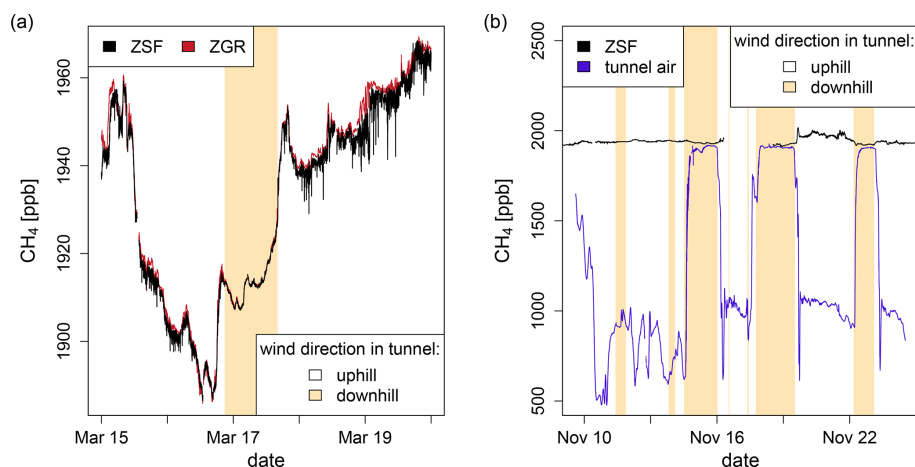 (a)
ZSF ZGR
CH4 [ppb]
1960
1940
1920
1900
wind direction in tunnel:
uphill
downhill
Mar 15 Mar 17 Mar 19
date
(b)
ZSF
tunnel air
wind direction in tunnel:
uphill
downhill
CH4 [ppb]
2500
2000
1500
1000
500
Nov 10 Nov 16 Nov 22
date